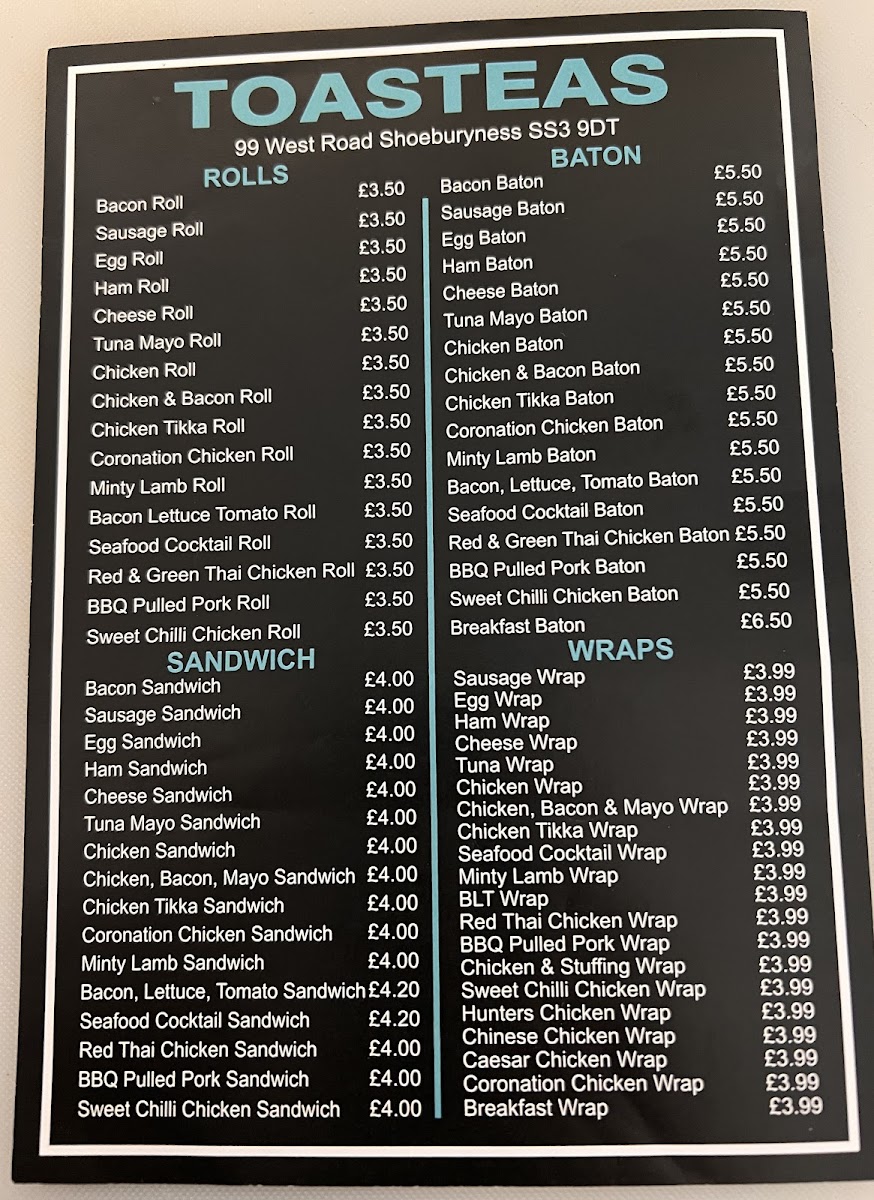 TOASTEAS
99 West Road Shoeburyness SS3 9DT
ROLLS
Bacon Roll £3.50
Sausage Roll £3.50
Egg Roll £3.50
Ham Roll £3.50
Cheese Roll £3.50
Tuna Mayo Roll £3.50
Chicken Roll £3.50
Chicken & Bacon Roll £3.50
Chicken Tikka Roll £3.50
Coronation Chicken Roll £3.50
Minty Lamb Roll £3.50
Bacon Lettuce Tomato Roll £3.50
Seafood Cocktail Roll £3.50
Red & Green Thai Chicken Roll £3.50
BBQ Pulled Pork Roll £3.50
Sweet Chilli Chicken Roll £3.50
SANDWICH
Bacon Sandwich £4.00
Sausage Sandwich £4.00
Egg Sandwich £4.00
Ham Sandwich £4.00
Cheese Sandwich £4.00
Tuna Mayo Sandwich £4.00
Chicken Sandwich £4.00
Chicken, Bacon, Mayo Sandwich £4.00
Chicken Tikka Sandwich £4.00
Coronation Chicken Sandwich £4.00
Minty Lamb Sandwich £4.00
Bacon, Lettuce, Tomato Sandwich £4.20
Seafood Cocktail Sandwich £4.20
Red Thai Chicken Sandwich £4.00
BBQ Pulled Pork Sandwich £4.00
Sweet Chilli Chicken Sandwich £4.00
BATON
Bacon Baton £5.50
Sausage Baton £5.50
Egg Baton £5.50
Ham Baton £5.50
Cheese Baton £5.50
Tuna Mayo Baton £5.50
Chicken Baton £5.50
Chicken & Bacon Baton £5.50
Chicken Tikka Baton £5.50
Coronation Chicken Baton £5.50
Minty Lamb Baton £5.50
Bacon, Lettuce, Tomato Baton £5.50
Seafood Cocktail Baton £5.50
Red & Green Thai Chicken Baton £5.50
BBQ Pulled Pork Baton £5.50
Sweet Chilli Chicken Baton £5.50
Breakfast Baton £6.50
WRAPS
Sausage Wrap £3.99
Egg Wrap £3.99
Ham Wrap £3.99
Cheese Wrap £3.99
Tuna Wrap £3.99
Chicken Wrap £3.99
Chicken, Bacon & Mayo Wrap £3.99
Chicken Tikka Wrap £3.99
Seafood Cocktail Wrap £3.99
Minty Lamb Wrap £3.99
BLT Wrap £3.99
Red Thai Chicken Wrap £3.99
BBQ Pulled Pork Wrap £3.99
Chicken & Stuffing Wrap £3.99
Sweet Chilli Chicken Wrap £3.99
Hunters Chicken Wrap £3.99
Chinese Chicken Wrap £3.99
Caesar Chicken Wrap £3.99
Coronation Chicken Wrap £3.99
Breakfast Wrap £3.99